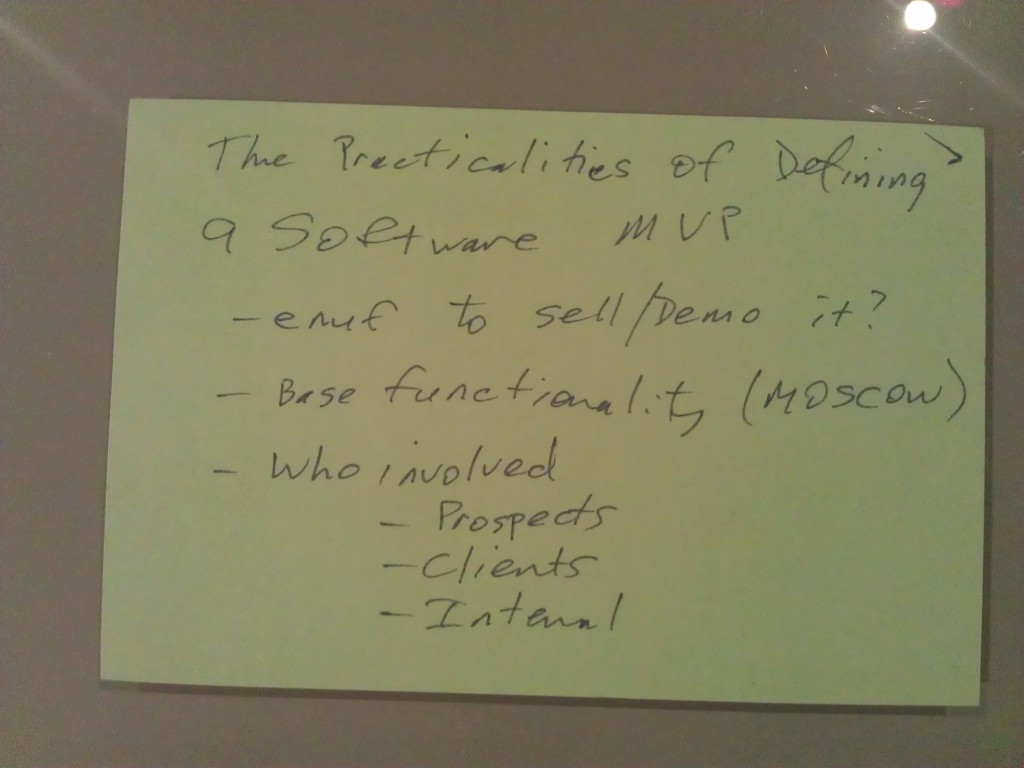 The Practicalities of Defining
a Software MVP
- enuf to sell/Demo it?
- Base functionality (MOSCOW)
- Who involved
- Prospects
- Clients
- Internal